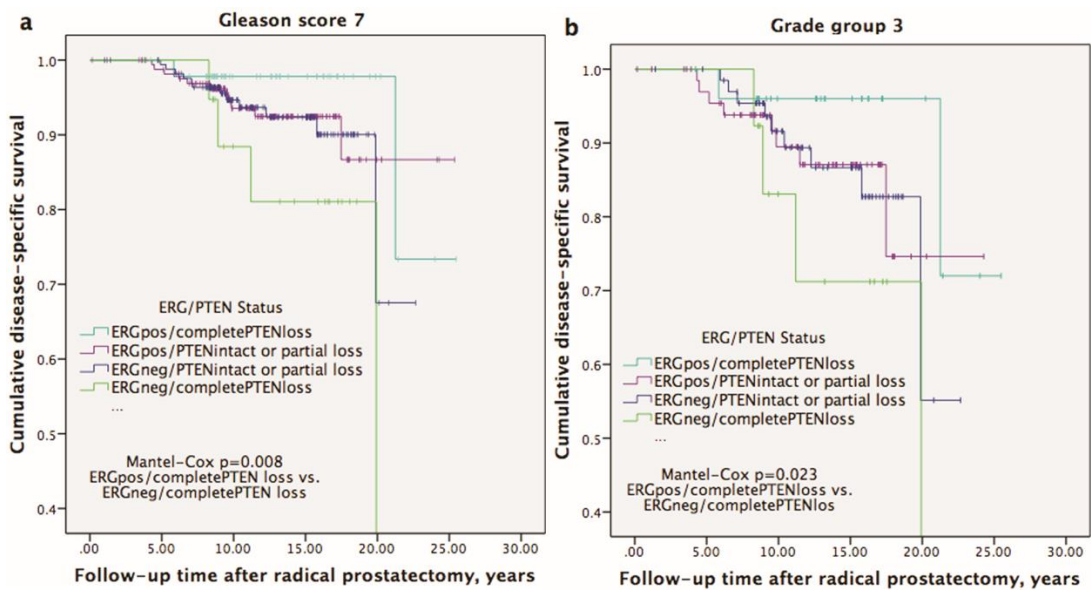 a
Gleason score 7
Cumulative disease-specific survival
1.0
0.9
0.8
0.7
0.6
0.5
0.4
ERG/PTEN Status
ERGpos/completePTENloss
ERGpos/PTENintact or partial loss
ERGneg/PTENintact or partial loss
ERGneg/completePTENloss
...
Mantel-Cox p=0.008
ERGpos/completePTEN loss vs.
ERGneg/completePTEN loss
.00 5.00 10.00 15.00 20.00 25.00 30.00
Follow-up time after radical prostatectomy, years
b
Grade group 3
Cumulative disease-specific survival
1.0
0.9
0.8
0.7
0.6
0.5
0.4
ERG/PTEN Status
ERGpos/completePTENloss
ERGpos/PTENintact or partial loss
ERGneg/PTENintact or partial loss
ERGneg/completePTENloss
...
Mantel-Cox p=0.023
ERGpos/completePTENloss vs.
ERGneg/completePTENlos
.00 5.00 10.00 15.00 20.00 25.00 30.00
Follow-up time after radical prostatectomy, years